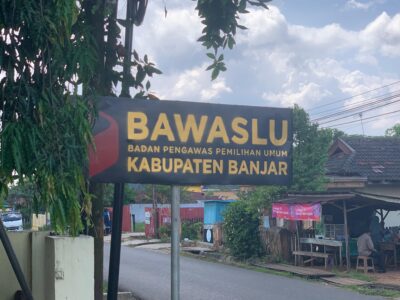 BAWASLU
BADAN PENGAWAS PEMILIHAN UMUM
KABUPATEN BANJAR